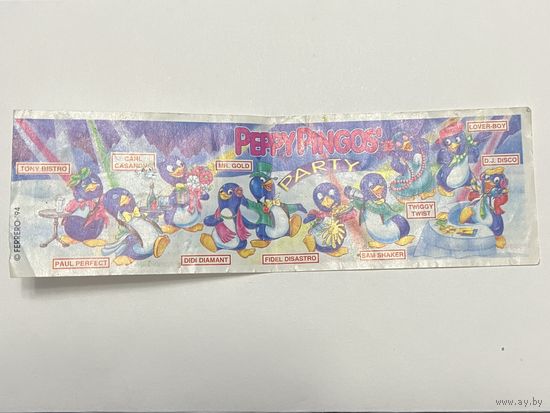 PEPPY PINGOS'
PARTY
LOVER-BOY
TONY BISTRO
CARL CASANOVA
MR. GOLD
D.J. DISCO
TWIGGY TWIST
PAUL PERFECT
DIDI DIAMANT
FIDEL DISASTRO
SAM SHAKER
© FERRERO '94
www.ay.by